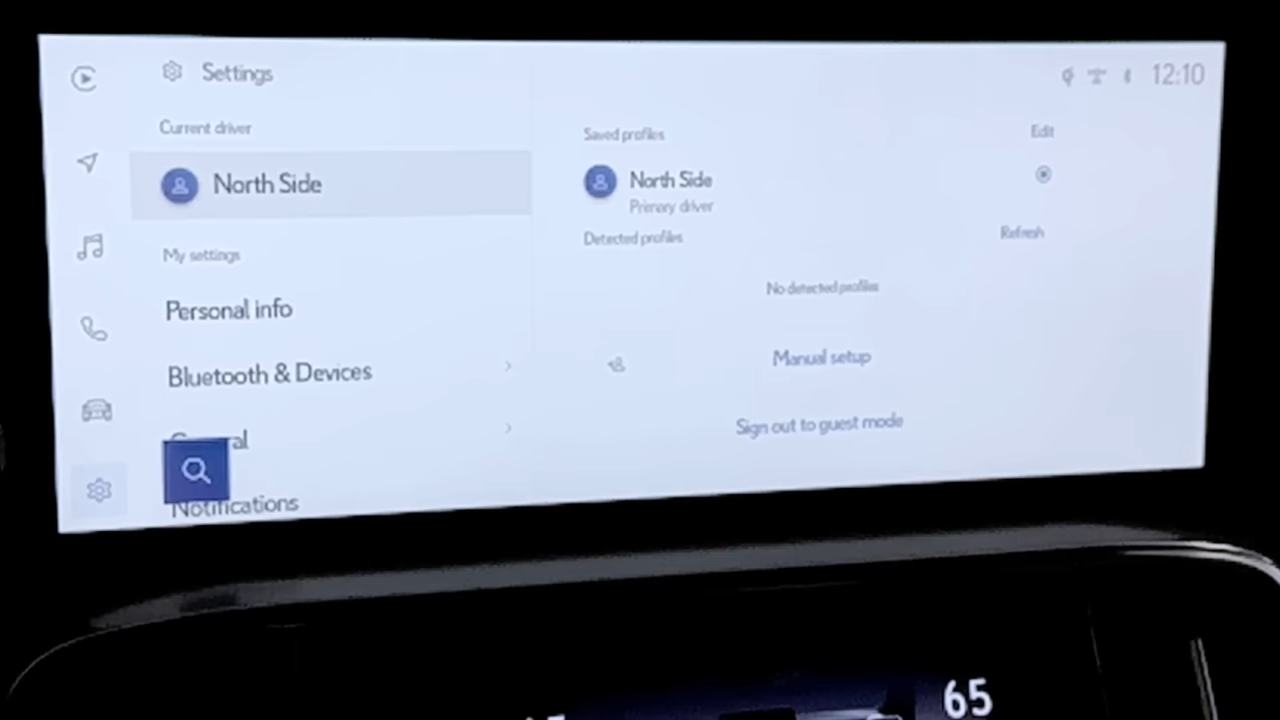 Settings
12:10
Current driver
North Side
My settings
Personal info
Bluetooth & Devices
Notifications
Saved profiles
Edit
North Side
Primary driver
Detected profiles
Refresh
No detected profiles
Manual setup
Sign out to guest mode
65